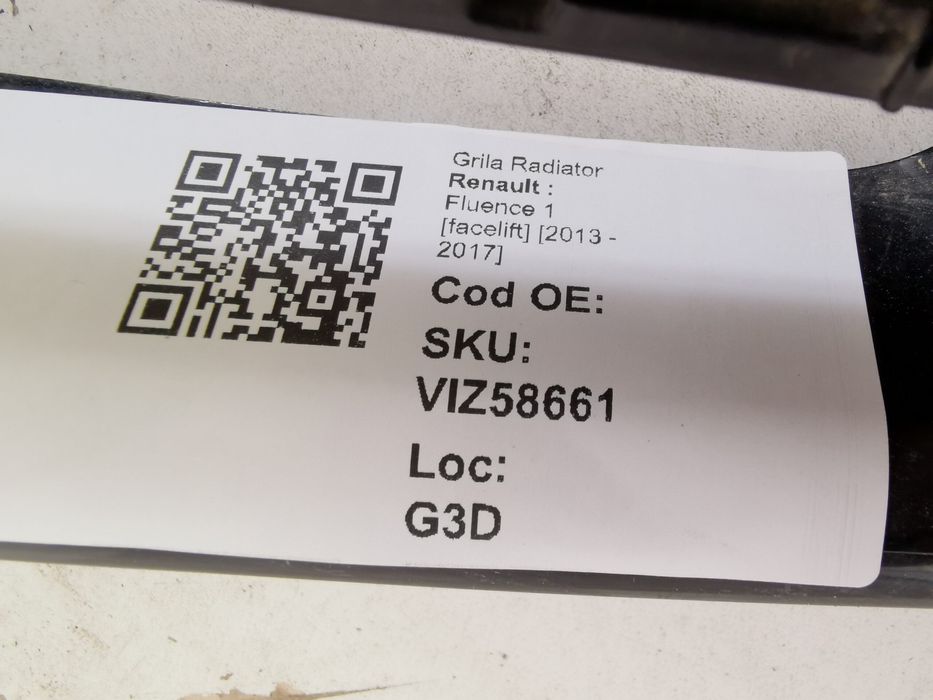 Grila Radiator
Renault :
Fluence 1
[facelift] [2013 -
2017]
Cod OE:
SKU:
VIZ58661
Loc:
G3D